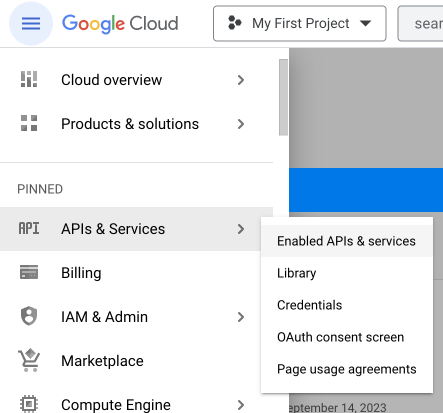 Google Cloud
My First Project
sear
Cloud overview
Products & solutions
PINNED
API
APIs & Services
Enabled APIs & services
Library
Credentials
OAuth consent screen
Page usage agreements
Billing
IAM & Admin
Marketplace
Compute Engine
eptember 14, 2023